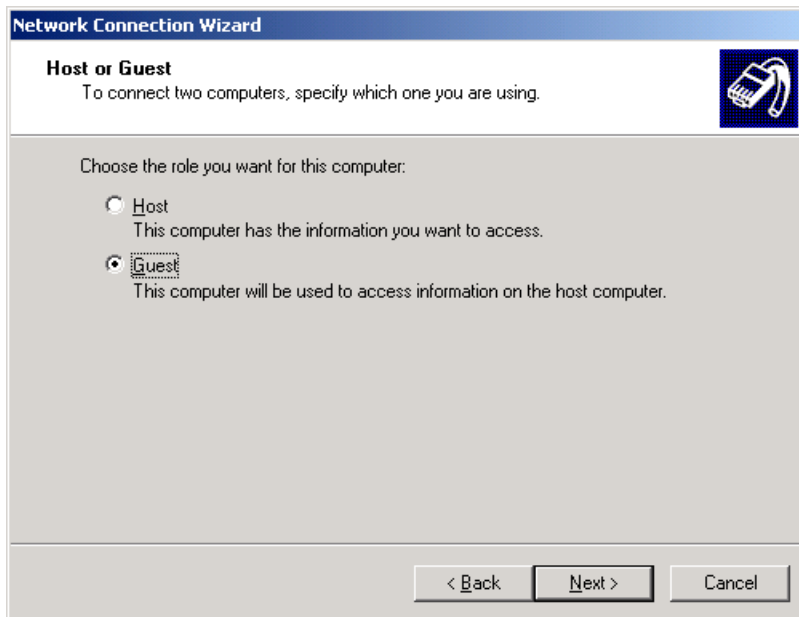 Network Connection Wizard
Host or Guest
To connect two computers, specify which one you are using.
Choose the role you want for this computer:
Host
This computer has the information you want to access.
Guest
This computer will be used to access information on the host computer.
< Back Next > Cancel